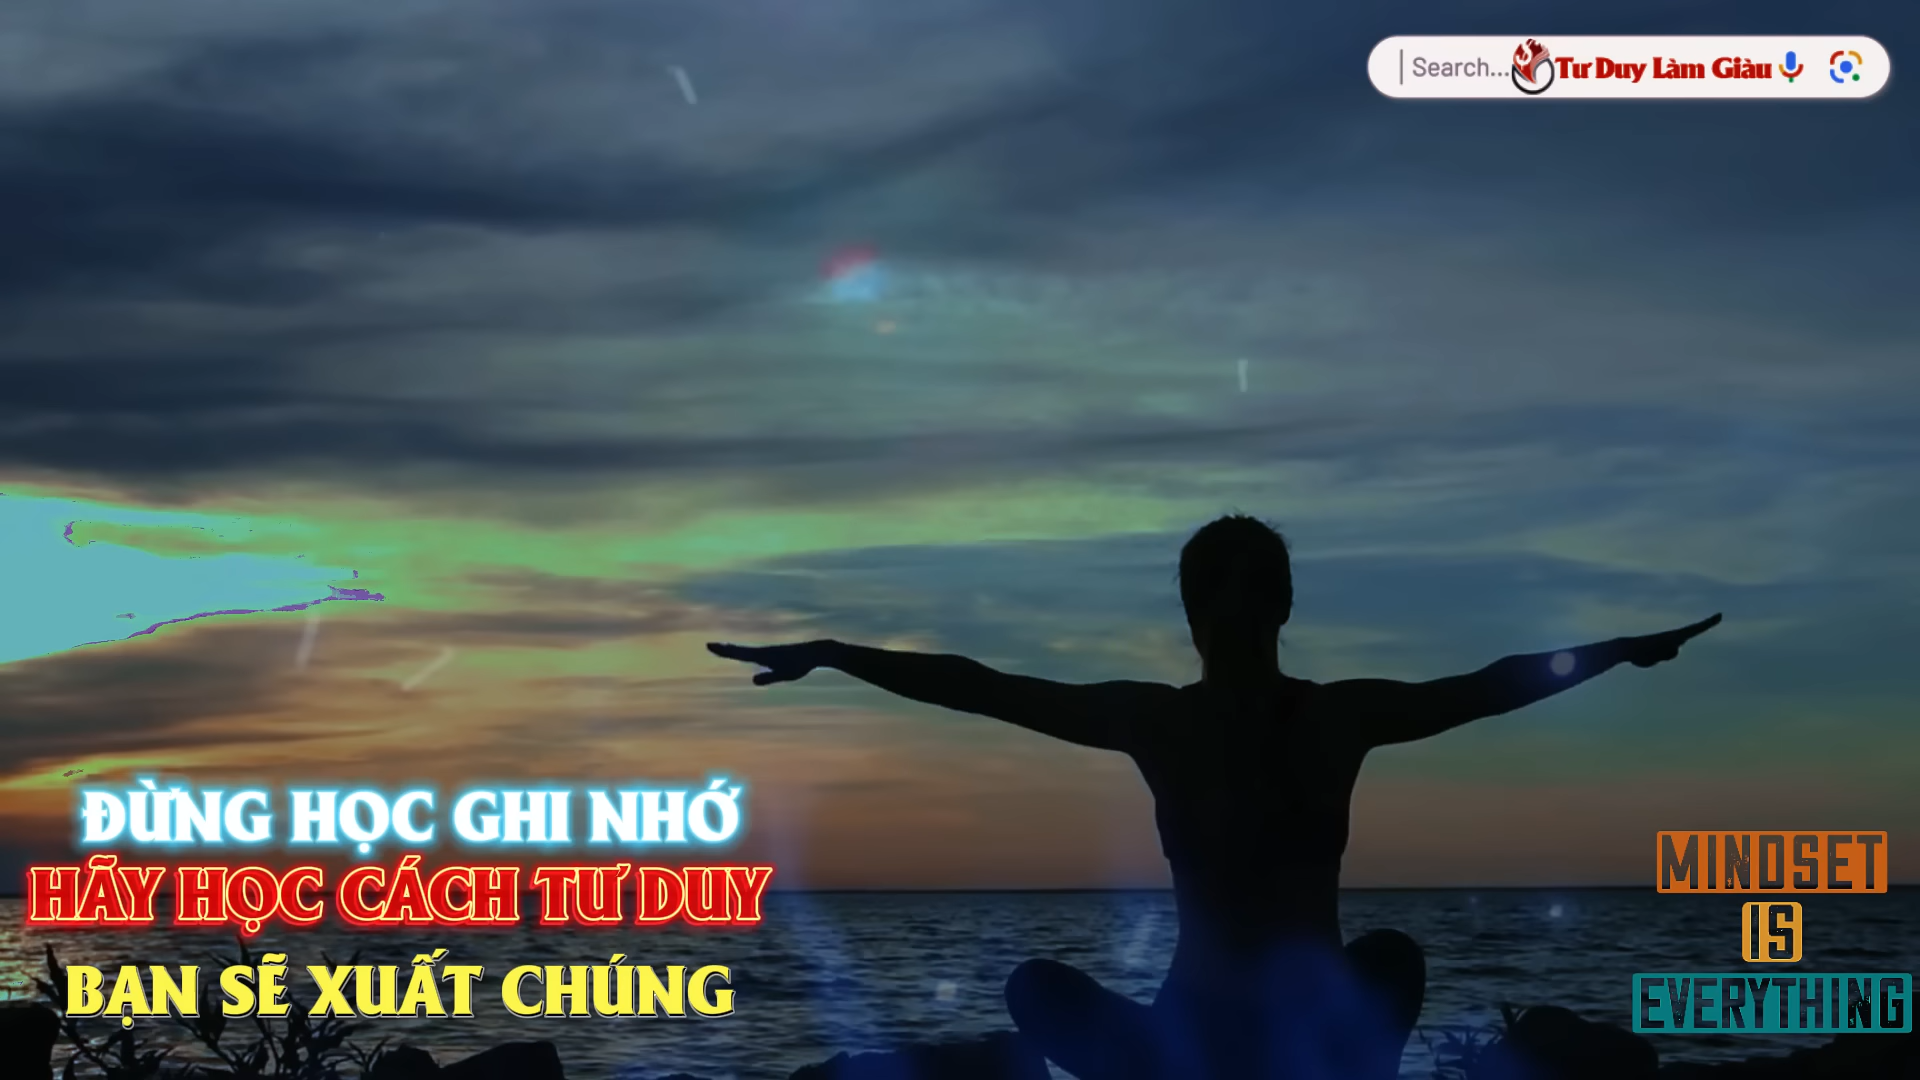 Search... Tư Duy Làm Giàu
ĐỪNG HỌC GHI NHỚ
HÃY HỌC CÁCH TƯ DUY
BẠN SẼ XUẤT CHÚNG
MINDSET
IS
EVERYTHING